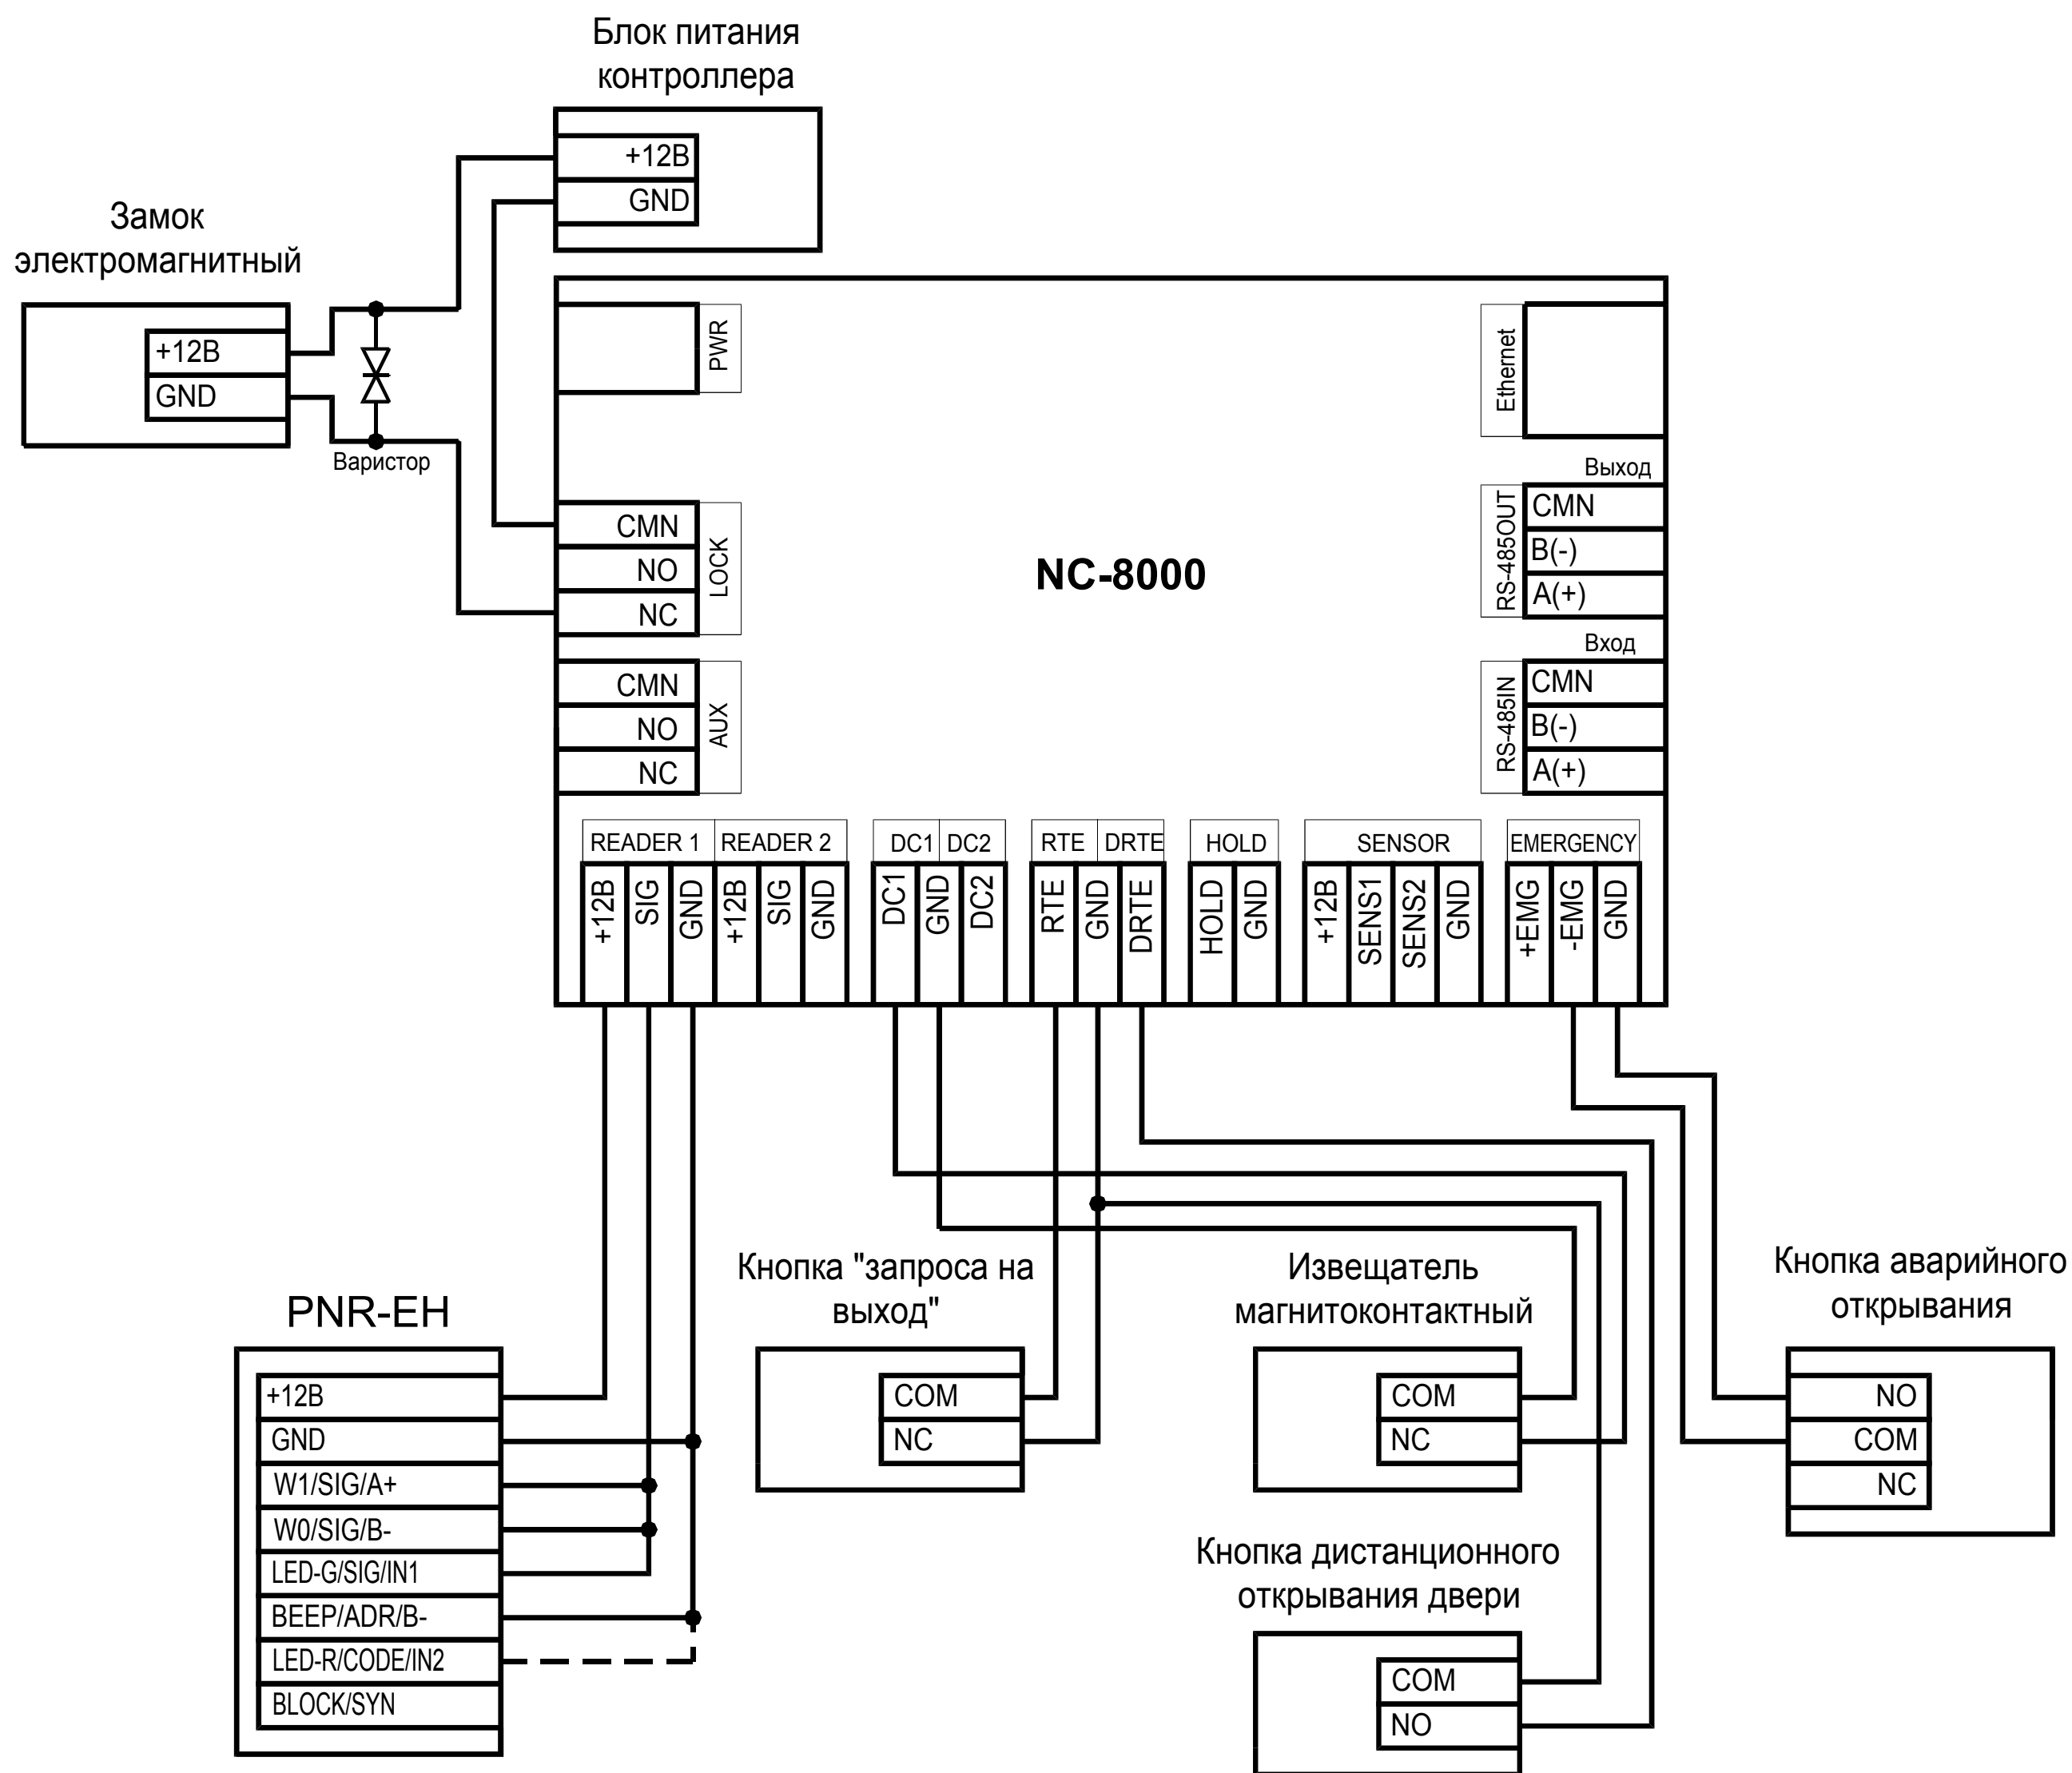 Блок питания
контроллера
+12В
GND
Замок
электромагнитный
+12В
GND
Варистор
PWR
Ethernet
CMN
NO
NC
LOCK
NC-8000
Выход
RS-485OUT
CMN
B(-)
A(+)
CMN
NO
NC
AUX
Вход
RS-485IN
CMN
B(-)
A(+)
READER 1 READER 2 DC1 DC2 RTE DRTE HOLD SENSOR EMERGENCY
+12В SIG GND +12В SIG GND DC1 GND DC2 RTE GND DRTE HOLD GND +12В SENS1 SENS2 GND +EMG -EMG GND
PNR-EH
+12В
GND
W1/SIG/A+
W0/SIG/B-
LED-G/SIG/IN1
BEEP/ADR/B-
LED-R/CODE/IN2
BLOCK/SYN
Кнопка "запроса на
выход"
COM
NC
Извещатель
магнитоконтактный
COM
NC
Кнопка дистанционного
открывания двери
COM
NO
Кнопка аварийного
открывания
NO
COM
NC